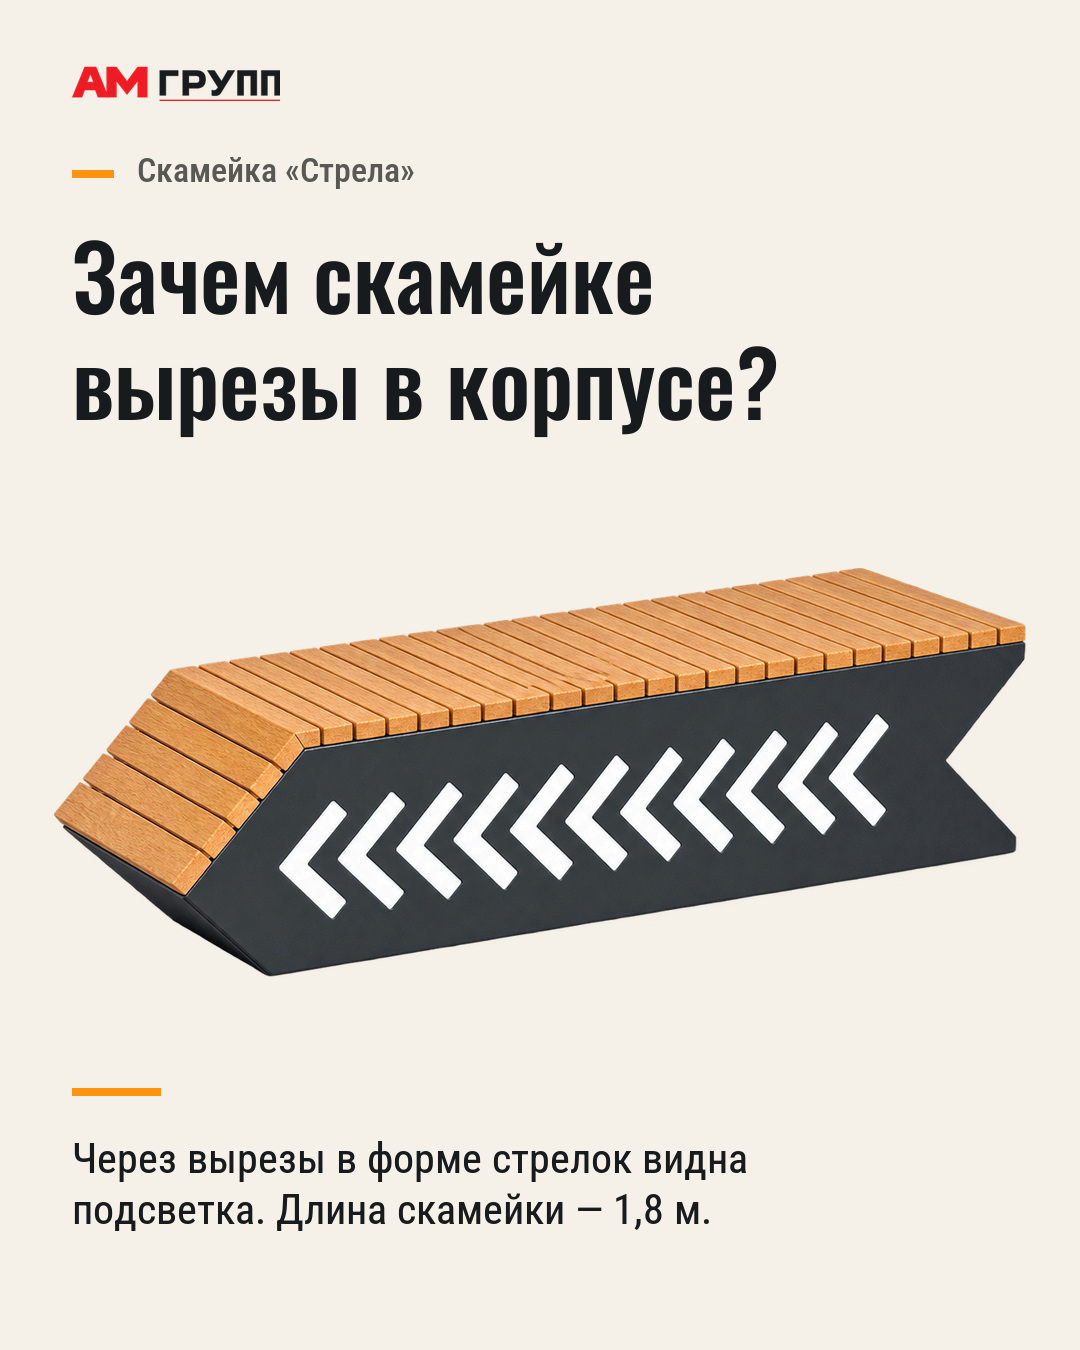 АМ ГРУПП
Скамейка «Стрела»
Зачем скамейке
вырезы в корпусе?
Через вырезы в форме стрелок видна
подсветка. Длина скамейки — 1,8 м.